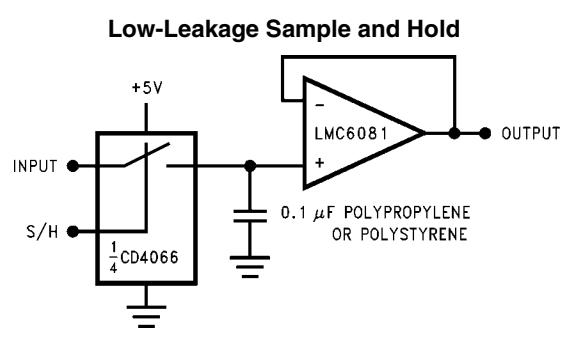 Low-Leakage Sample and Hold
+5V
INPUT
S/H
1/4 CD4066
-
LMC6081
+
OUTPUT
0.1 μF POLYPROPYLENE
OR POLYSTYRENE